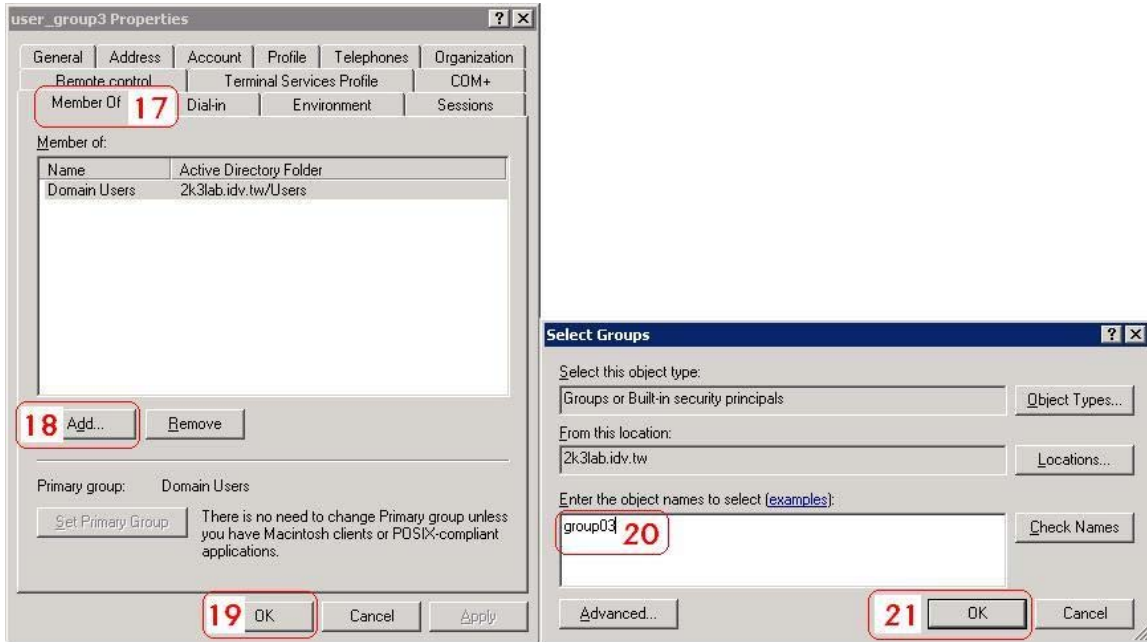 user_group3 Properties
General Address Account Profile Telephones Organization
Remote control Terminal Services Profile COM+
Member Of 17 Dial-in Environment Sessions
Member of:
Name Active Directory Folder
Domain Users 2k3lab.idv.tw/Users
18 Add... Remove
Primary group: Domain Users
Set Primary Group
There is no need to change Primary group unless
you have Macintosh clients or POSIX-compliant
applications.
19 OK Cancel Apply
Select Groups
Select this object type:
Groups or Built-in security principals Object Types...
From this location:
2k3lab.idv.tw Locations...
Enter the object names to select (examples):
group03 20 Check Names
Advanced... 21 OK Cancel